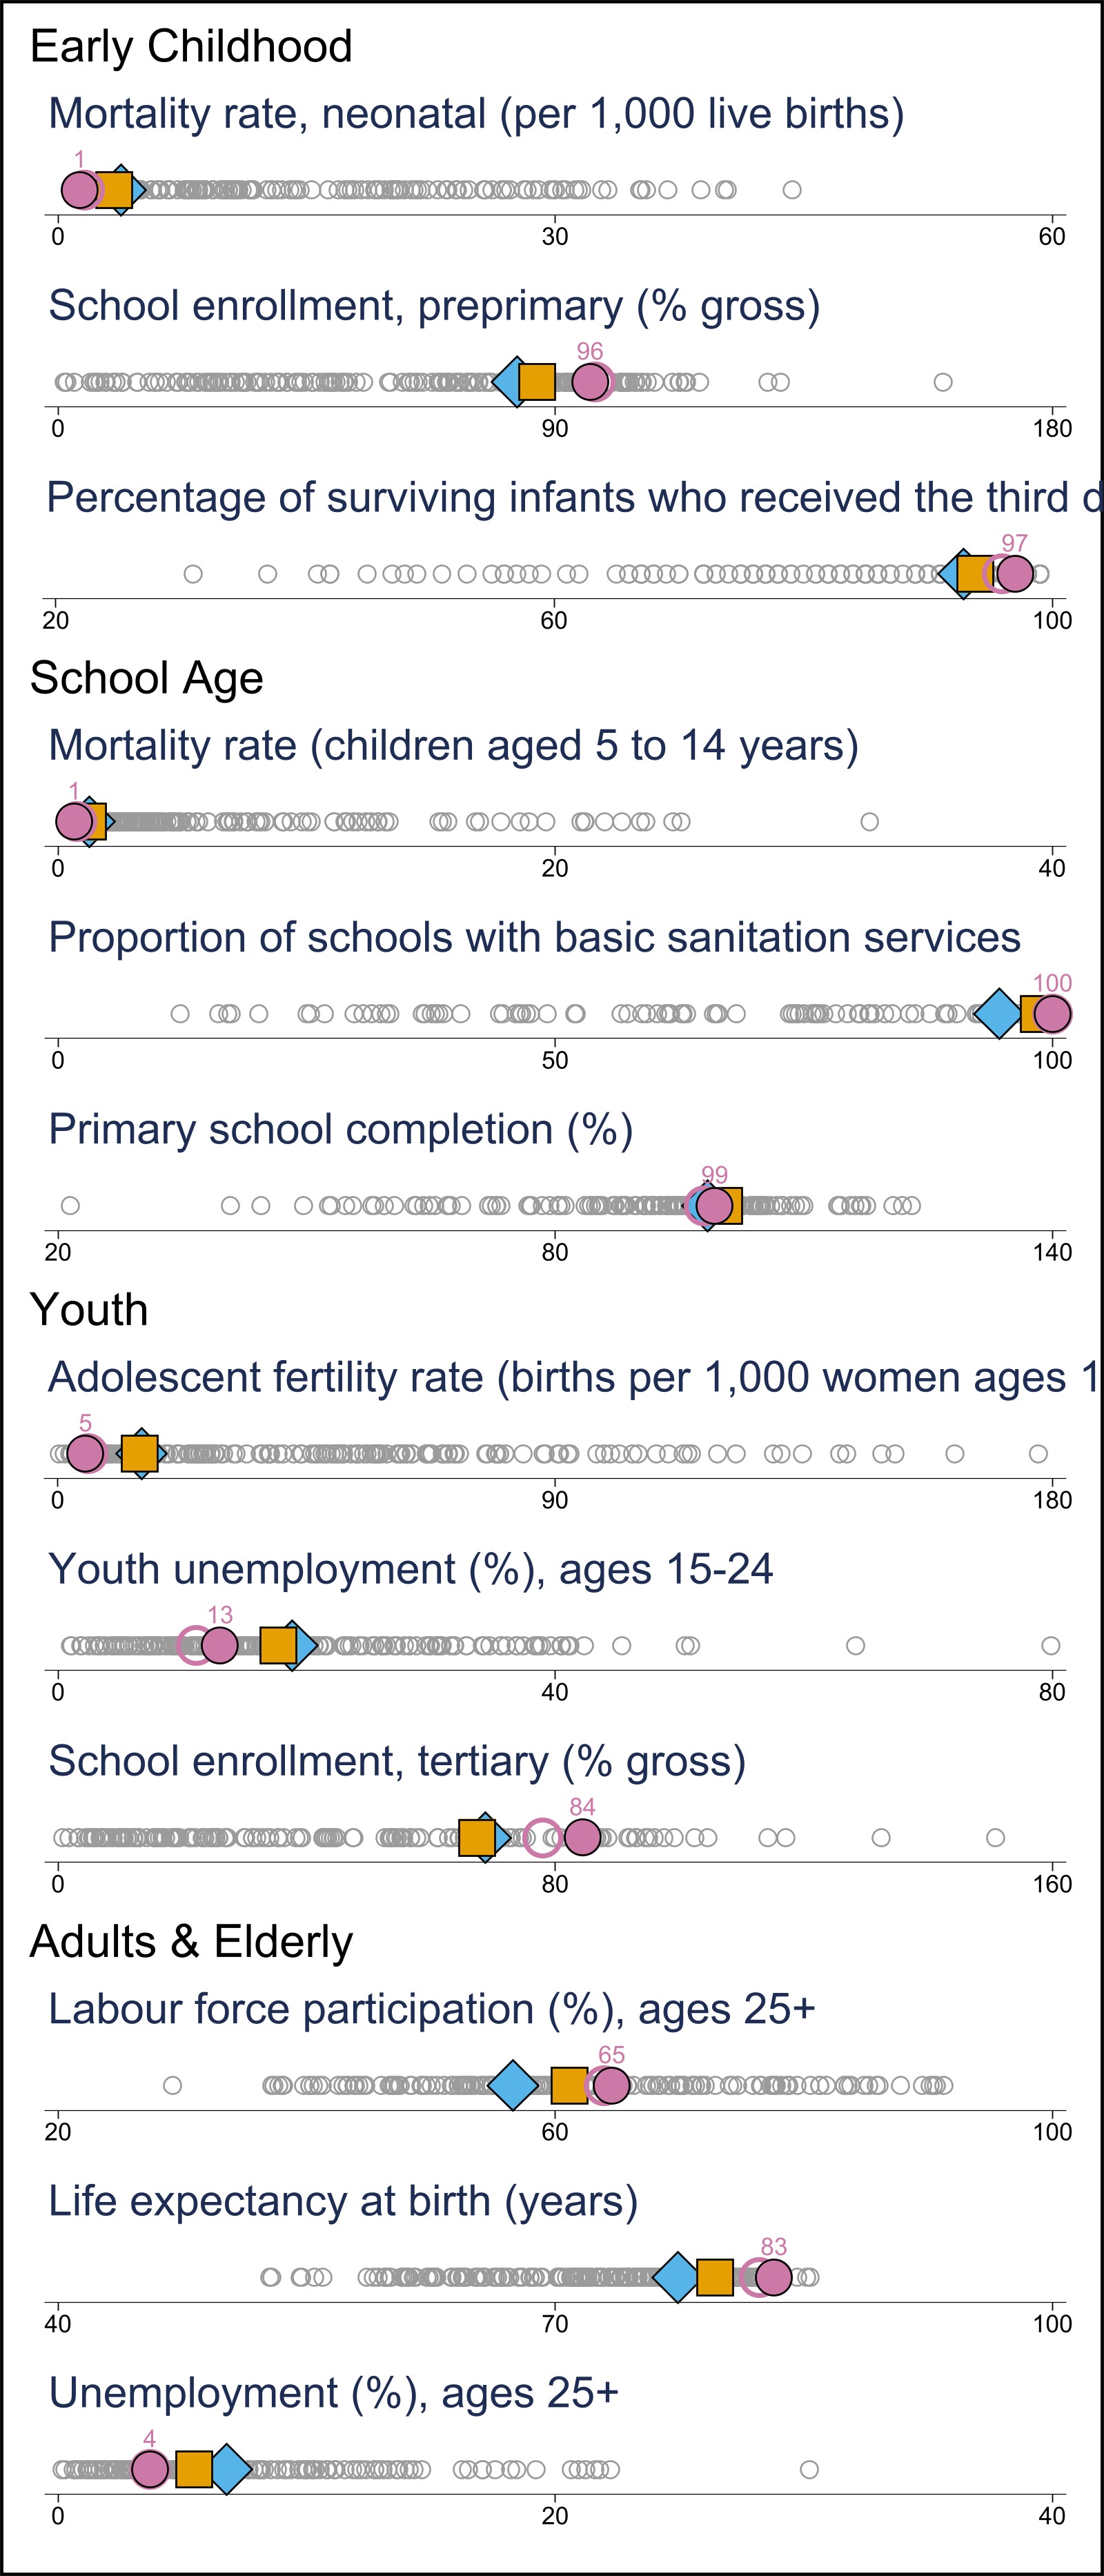 Early Childhood
Mortality rate, neonatal (per 1,000 live births)
1
0 30 60
School enrollment, preprimary (% gross)
96
0 90 180
Percentage of surviving infants who received the third d
97
20 60 100
School Age
Mortality rate (children aged 5 to 14 years)
1
0 20 40
Proportion of schools with basic sanitation services
100
0 50 100
Primary school completion (%)
99
20 80 140
Youth
Adolescent fertility rate (births per 1,000 women ages 1
5
0 90 180
Youth unemployment (%), ages 15-24
13
0 40 80
School enrollment, tertiary (% gross)
84
0 80 160
Adults & Elderly
Labour force participation (%), ages 25+
65
20 60 100
Life expectancy at birth (years)
83
40 70 100
Unemployment (%), ages 25+
4
0 20 40